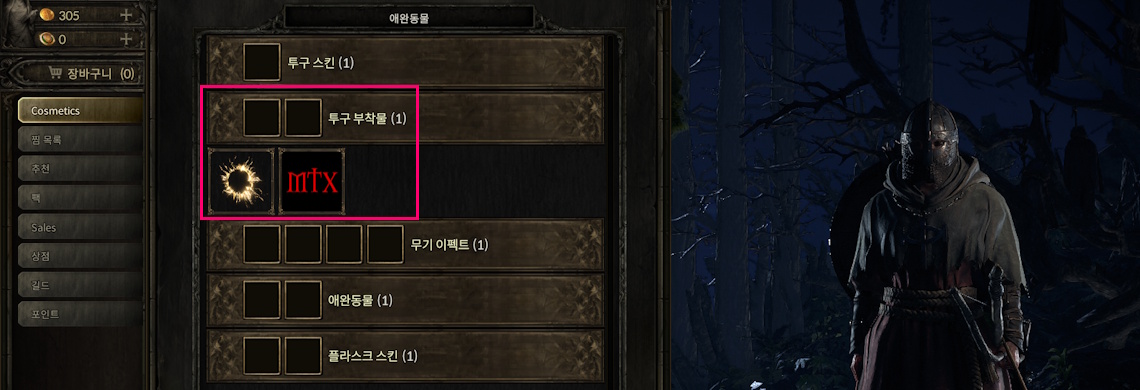 305
0
장바구니 (0)
Cosmetics
찜 목록
추천
팩
Sales
상점
길드
포인트
애완동물
투구 스킨 (1)
투구 부착물 (1)
MTX
무기 이펙트 (1)
애완동물 (1)
플라스크 스킨 (1)